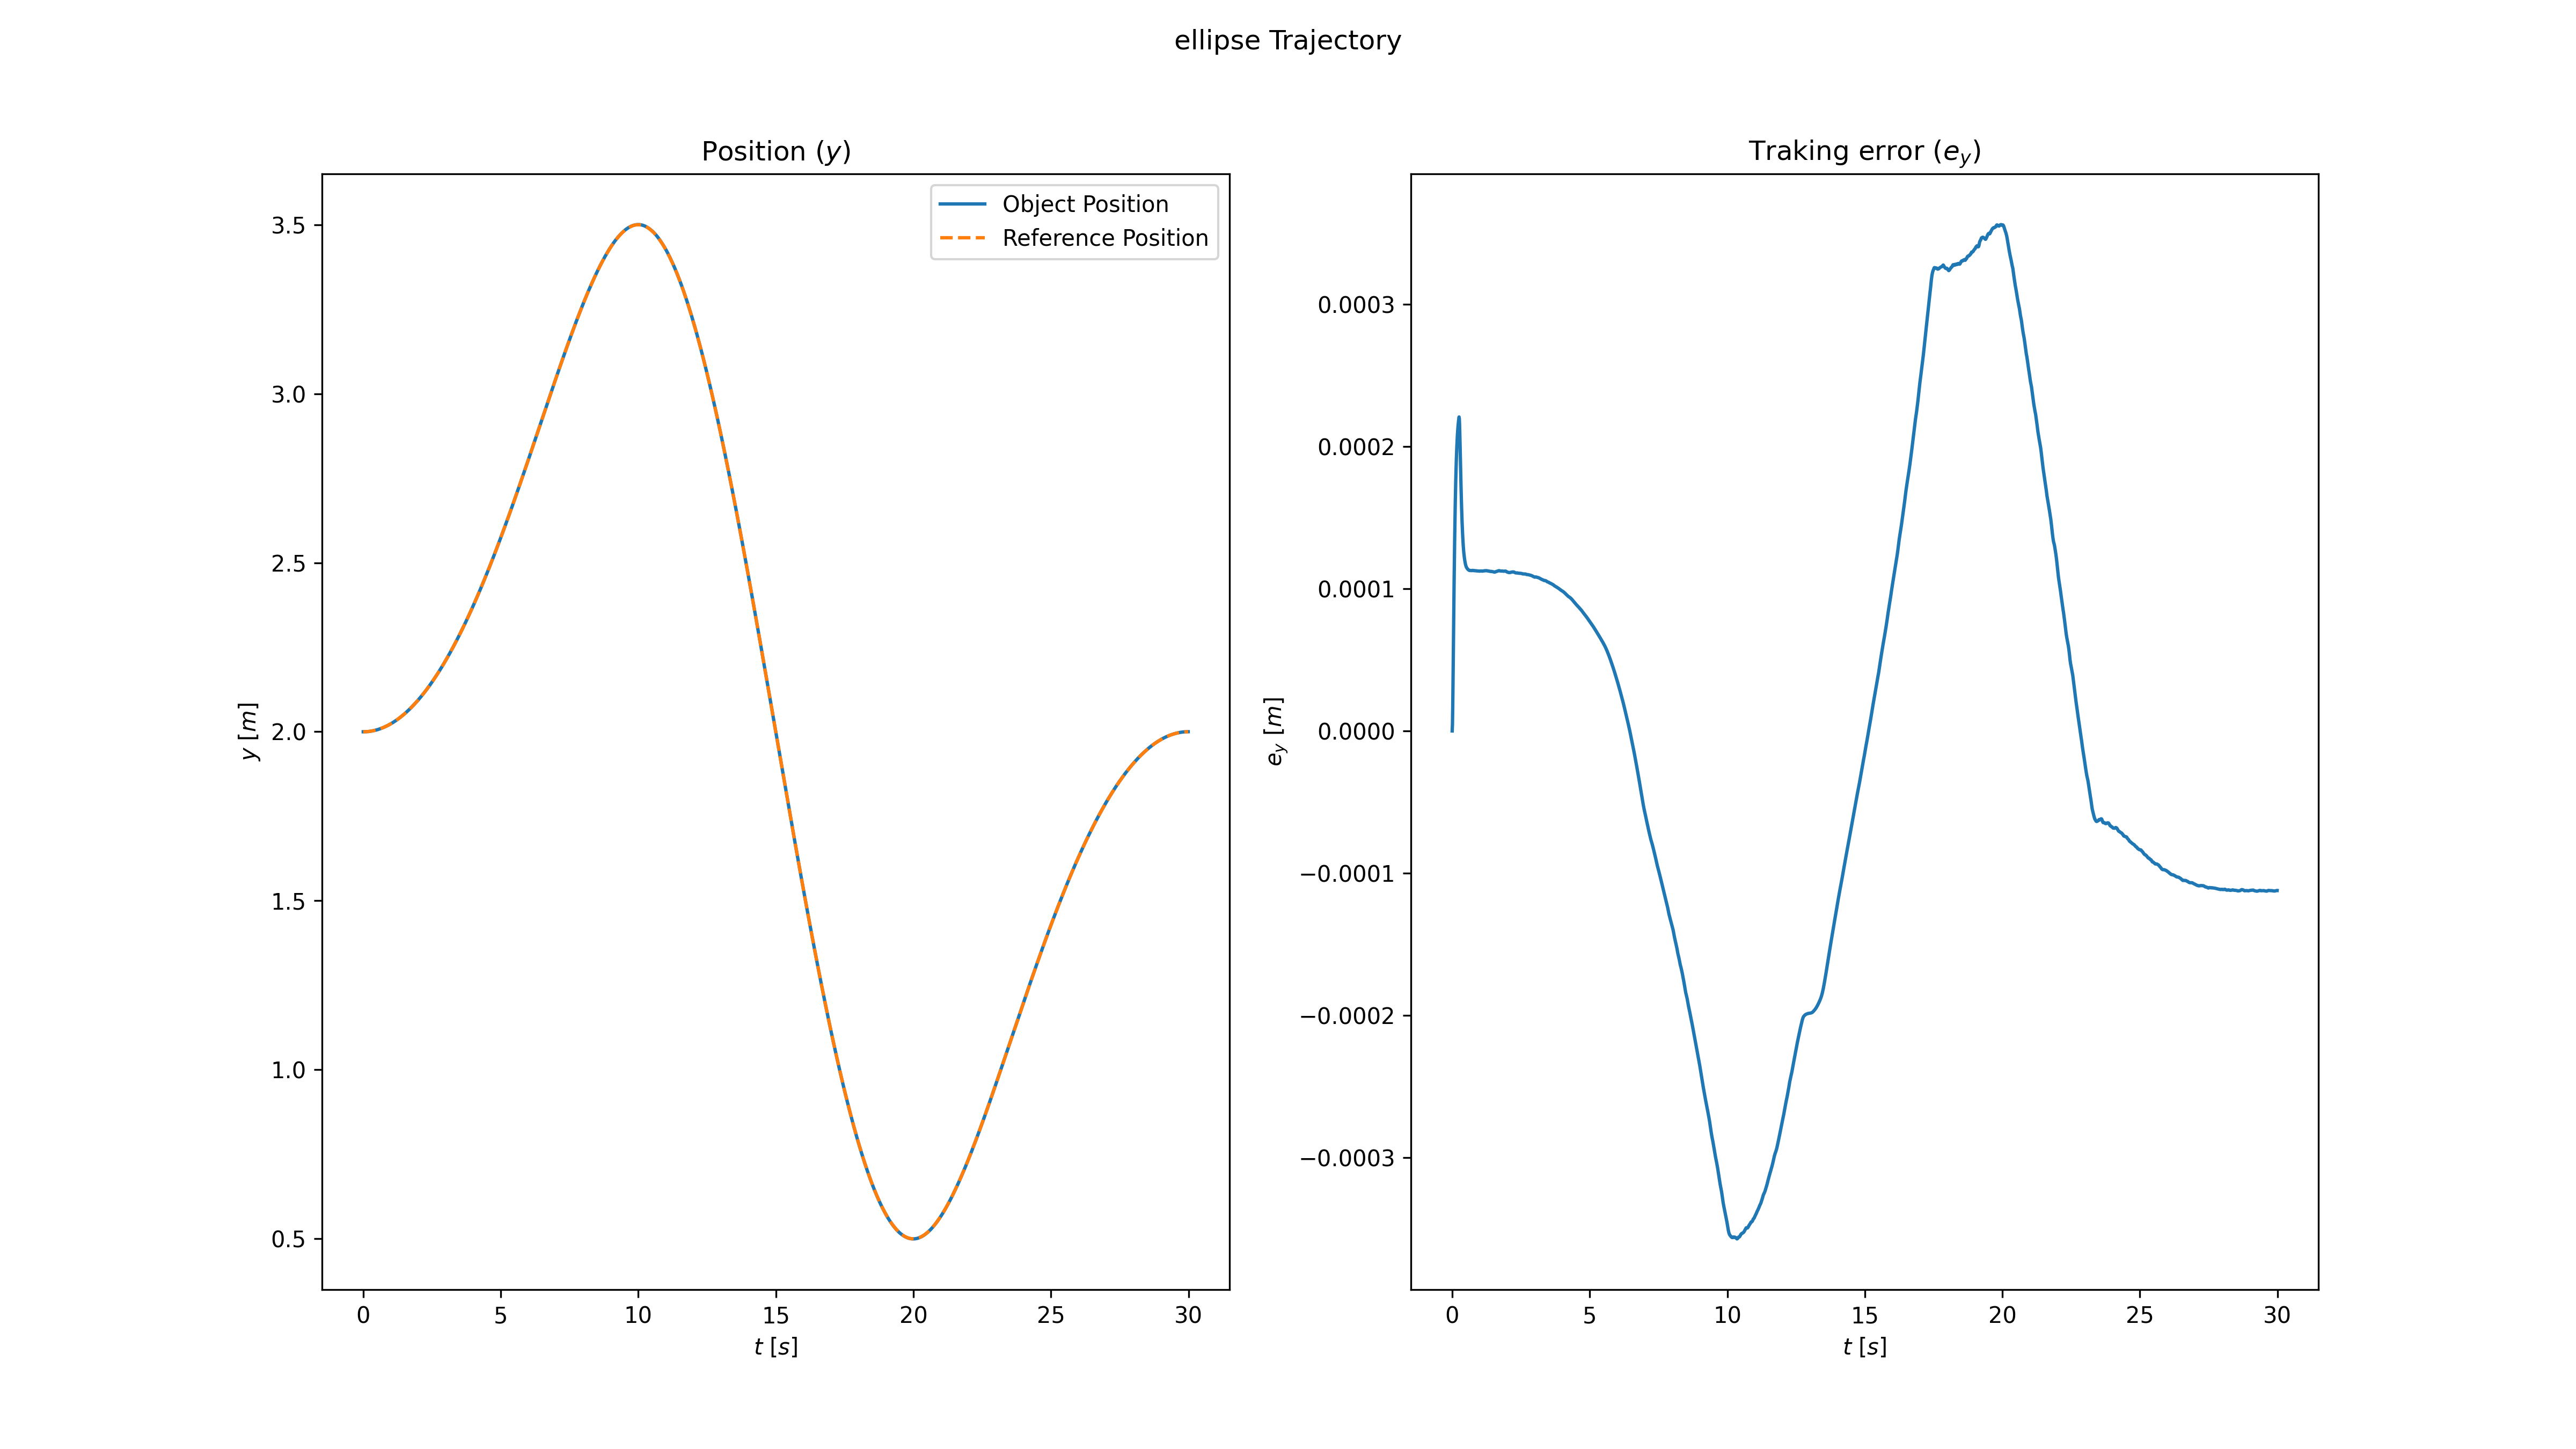 ellipse Trajectory
Position (y)
Object Position
Reference Position
3.5
3.0
2.5
2.0
1.5
1.0
0.5
y [m]
0 5 10 15 20 25 30
t [s]
Traking error (e_y)
0.0003
0.0002
0.0001
0.0000
−0.0001
−0.0002
−0.0003
e_y [m]
0 5 10 15 20 25 30
t [s]